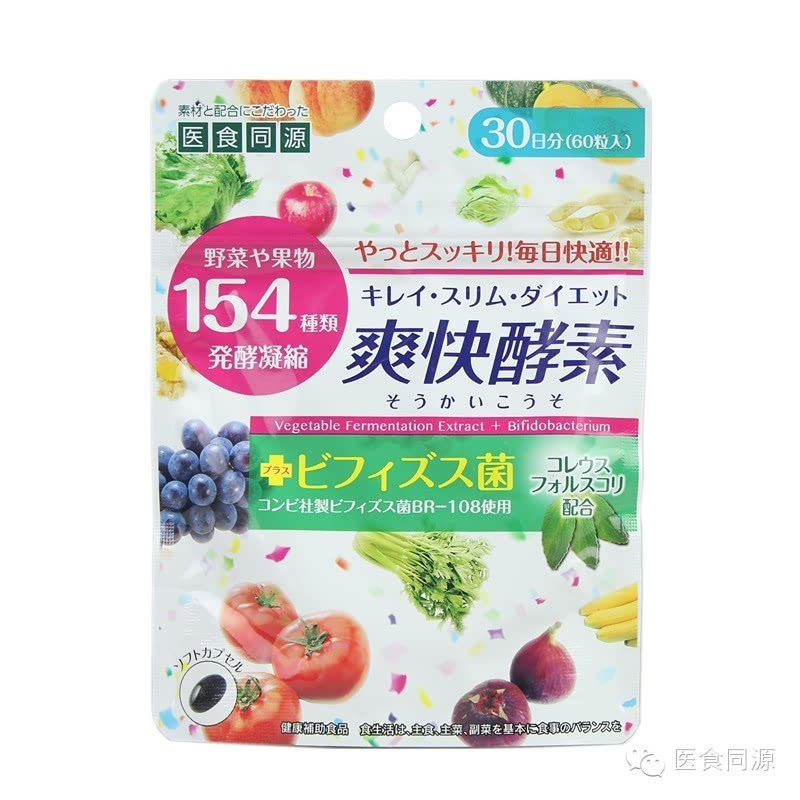 素材と配合にこだわった
医食同源
30日分(60粒入)
野菜や果物
154種類
発酵凝縮
やっとスッキリ!毎日快適!!
キレイ・スリム・ダイエット
爽快酵素
そうかいこうそ
Vegetable Fermentation Extract + Bifidobacterium
プラス
ビフィズス菌
コンビ社製ビフィズス菌BR-108使用
コレウス
フォルスコリ
配合
ソフトカプセル
健康補助食品 食生活は、主食、主菜、副菜を基本に食事のバランスを
医食同源